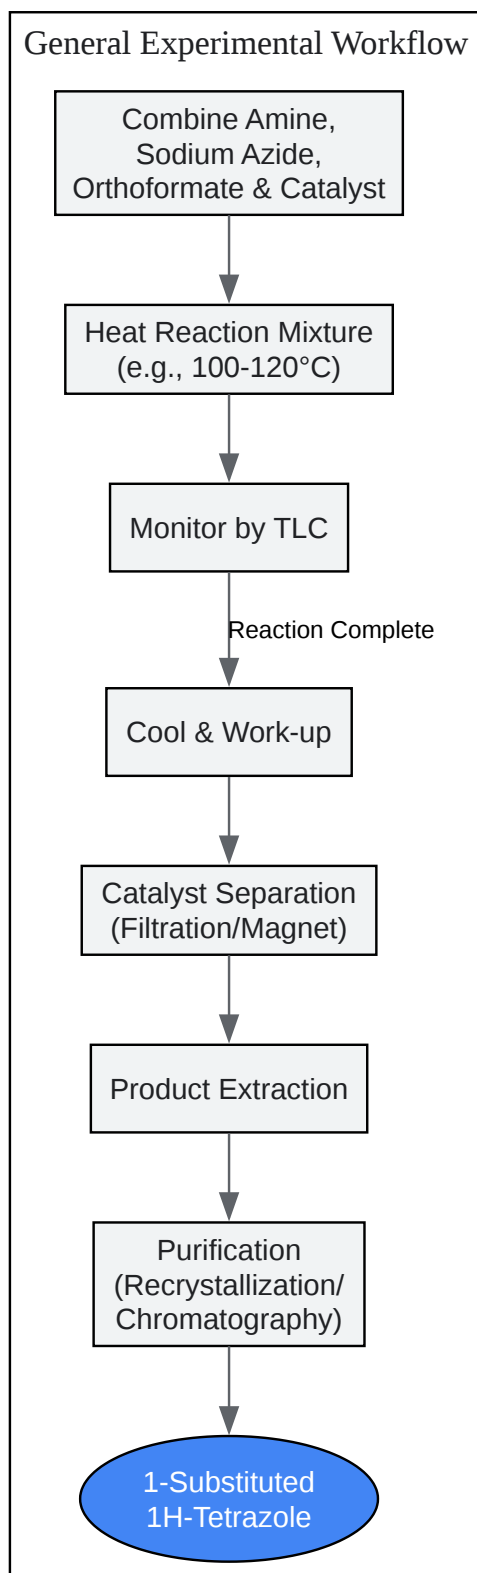 General Experimental Workflow
Combine Amine,
Sodium Azide,
Orthoformate & Catalyst
Heat Reaction Mixture
(e.g., 100-120°C)
Monitor by TLC
Reaction Complete
Cool & Work-up
Catalyst Separation
(Filtration/Magnet)
Product Extraction
Purification
(Recrystallization/
Chromatography)
1-Substituted
1H-Tetrazole